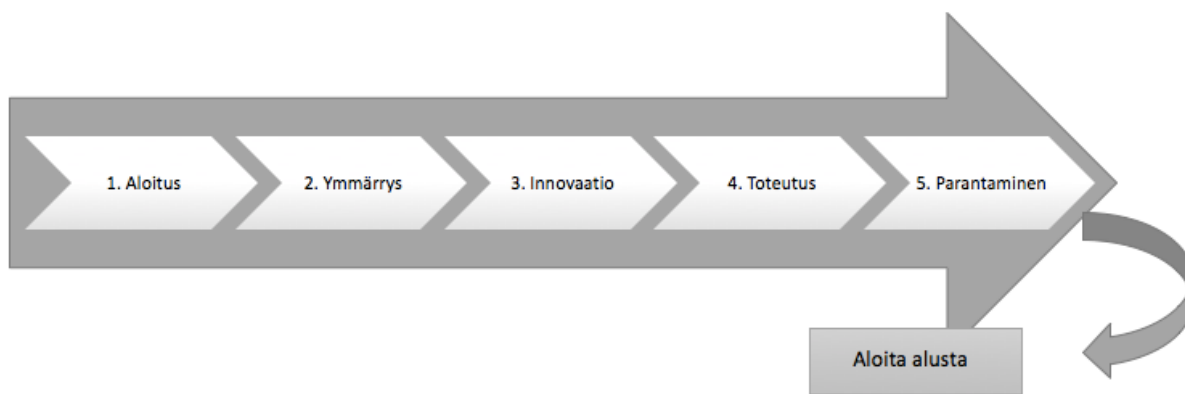 1. Aloitus
2. Ymmärrys
3. Innovaatio
4. Toteutus
5. Parantaminen
Aloita alusta